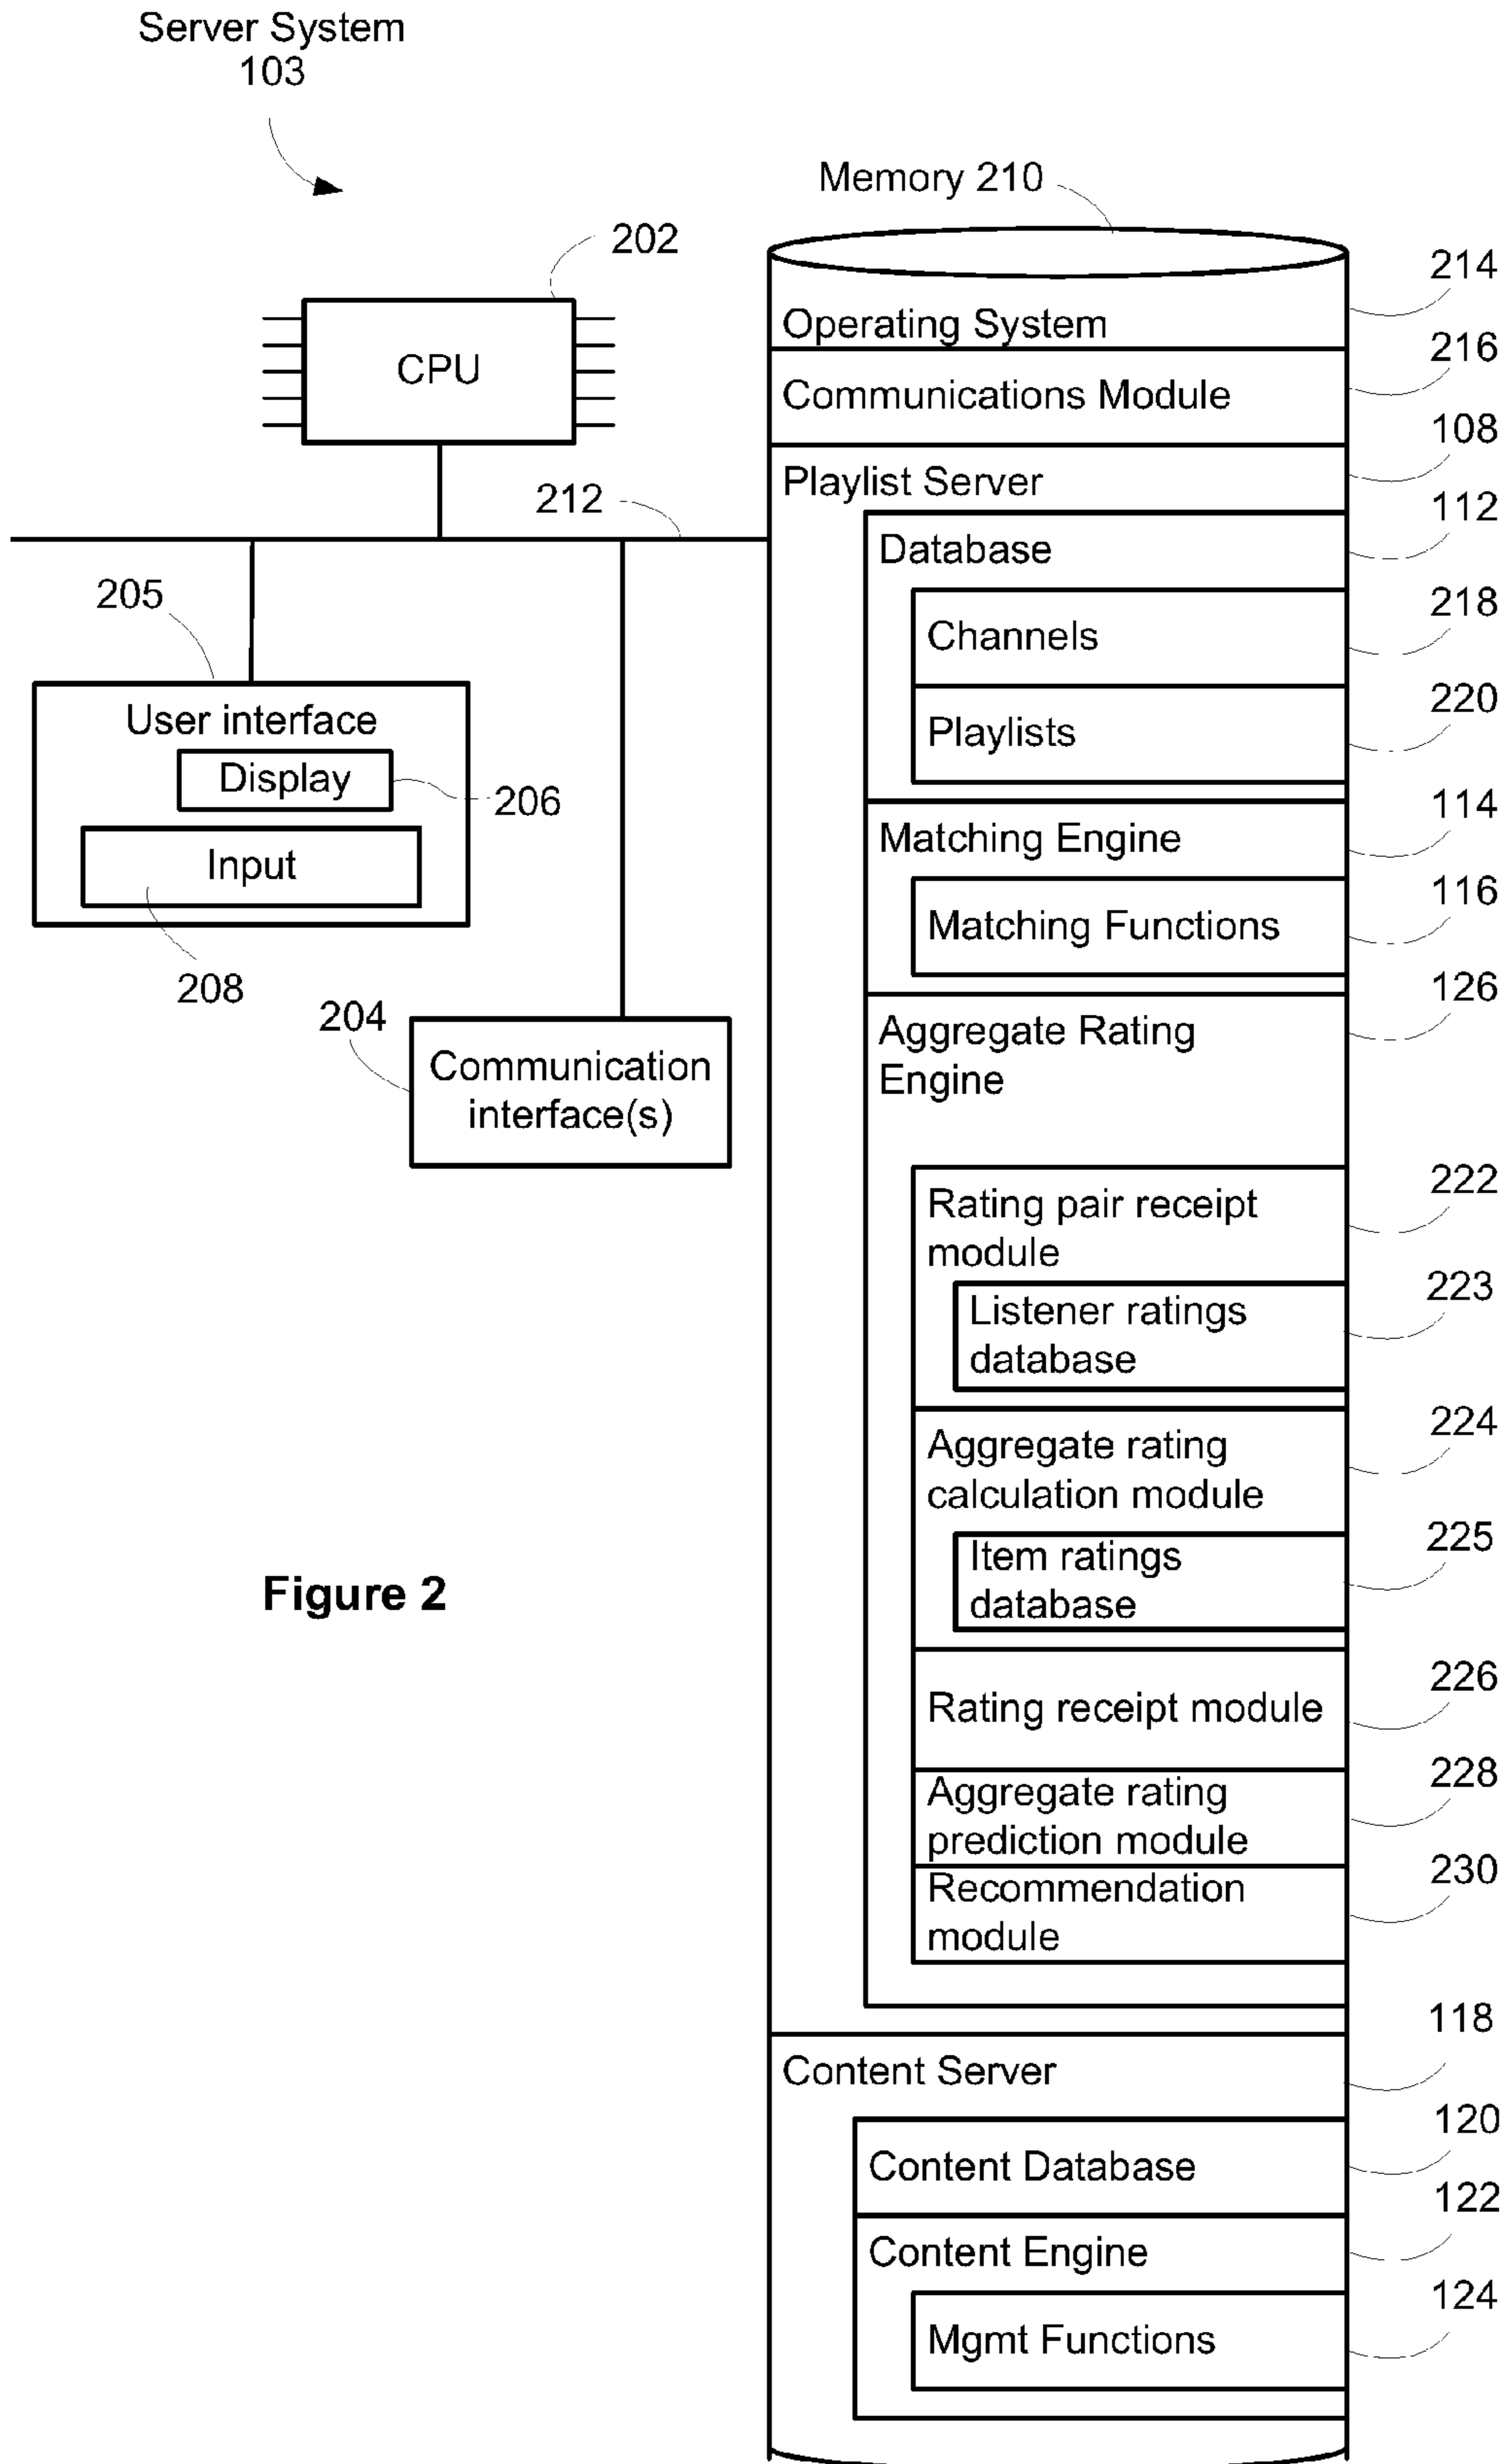 Server System
103
Memory 210
202
214
Operating System
216
CPU
Communications Module
108
Playlist Server
212
112
Database
205
218
Channels
220
User interface
Playlists
Display
206
114
Matching Engine
Input
116
Matching Functions
208
126
204
Aggregate Rating
Engine
Communication
interface(s)
222
Rating pair receipt
module
223
Listener ratings
database
224
Aggregate rating
calculation module
225
Item ratings
database
Figure 2
226
Rating receipt module
228
Aggregate rating
prediction module
230
Recommendation
module
118
Content Server
120
Content Database
122
Content Engine
124
Mgmt Functions